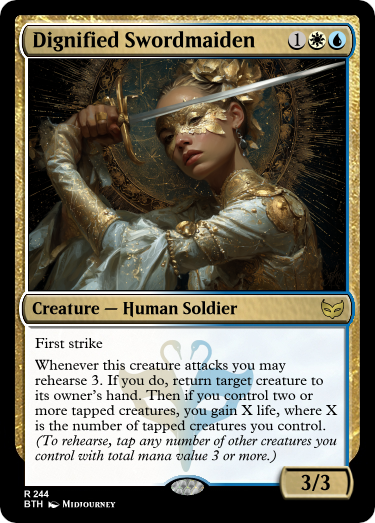 Dignified Swordmaiden 1
Creature — Human Soldier
First strike
Whenever this creature attacks you may
rehearse 3. If you do, return target creature to
its owner's hand. Then if you control two or
more tapped creatures, you gain X life, where X
is the number of tapped creatures you control.
(To rehearse, tap any number of other creatures you
control with total mana value 3 or more.)
3/3
R 244
BTH Midjourney